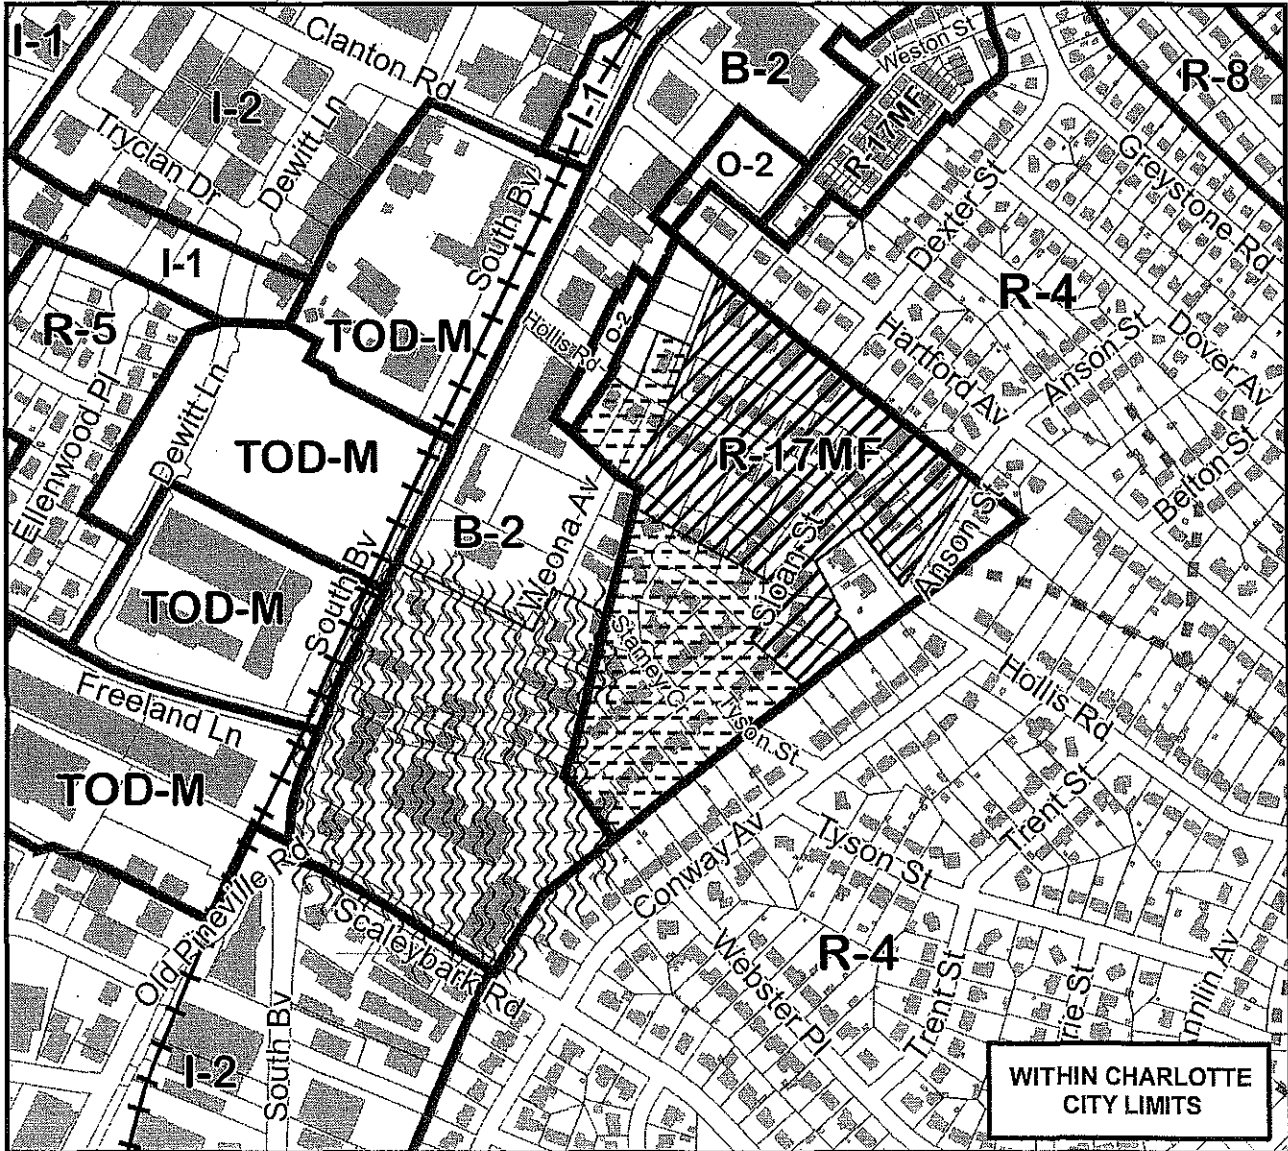 I-1
Clanton Rd
I-2
I-1
B-2
Weston St
R-8
Tryclan Dr
Dewitt Ln
R-17MF
O-2
Greystone Rd
South Bv
Dexter St
I-1
R-4
R-5
TOD-M
Hollis Rd
O-2
Hartford Av
Anson St
Dover Av
Ellenwood Pl
Dewitt Ln
TOD-M
R-17MF
Belton St
B-2
Weona Av
Anson St
Sloan St
South Bv
TOD-M
Freeland Ln
Tyson St
Hollis Rd
TOD-M
Trent St
Tyson St
Conway Av
Old Pineville Rd
Scaleybark Rd
Webster Pl
R-4
Trent St
I-2
South Bv
WITHIN CHARLOTTE
CITY LIMITS